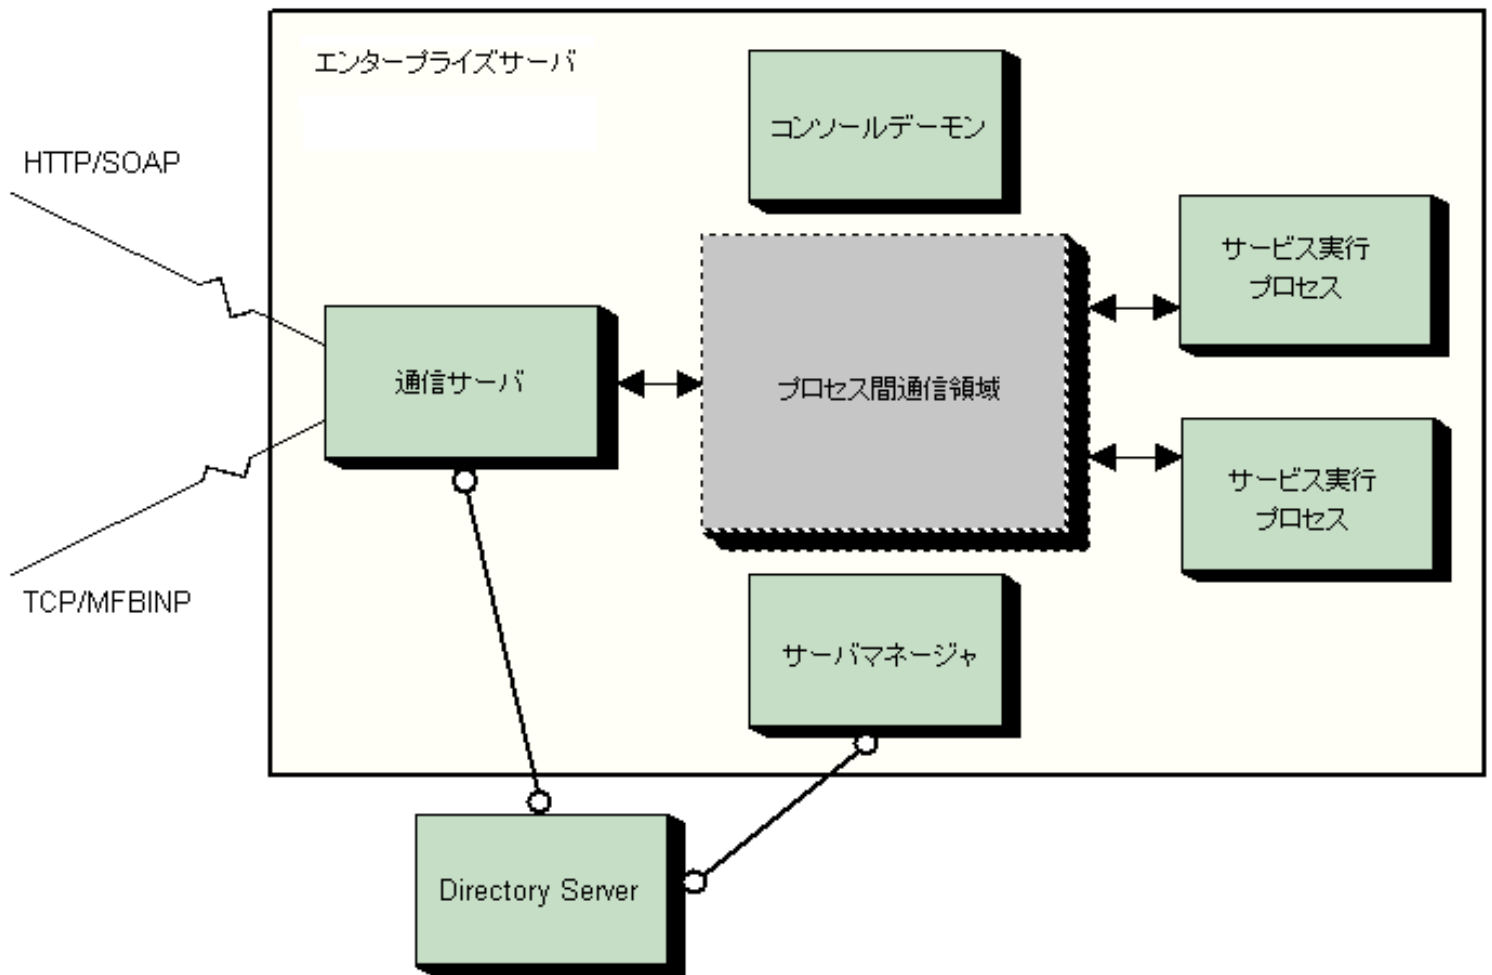 エンタープライズサーバ
コンソールデーモン
HTTP/SOAP
サービス実行
プロセス
通信サーバ
プロセス間通信領域
サービス実行
プロセス
TCP/MFBINP
サーバマネージャ
Directory Server